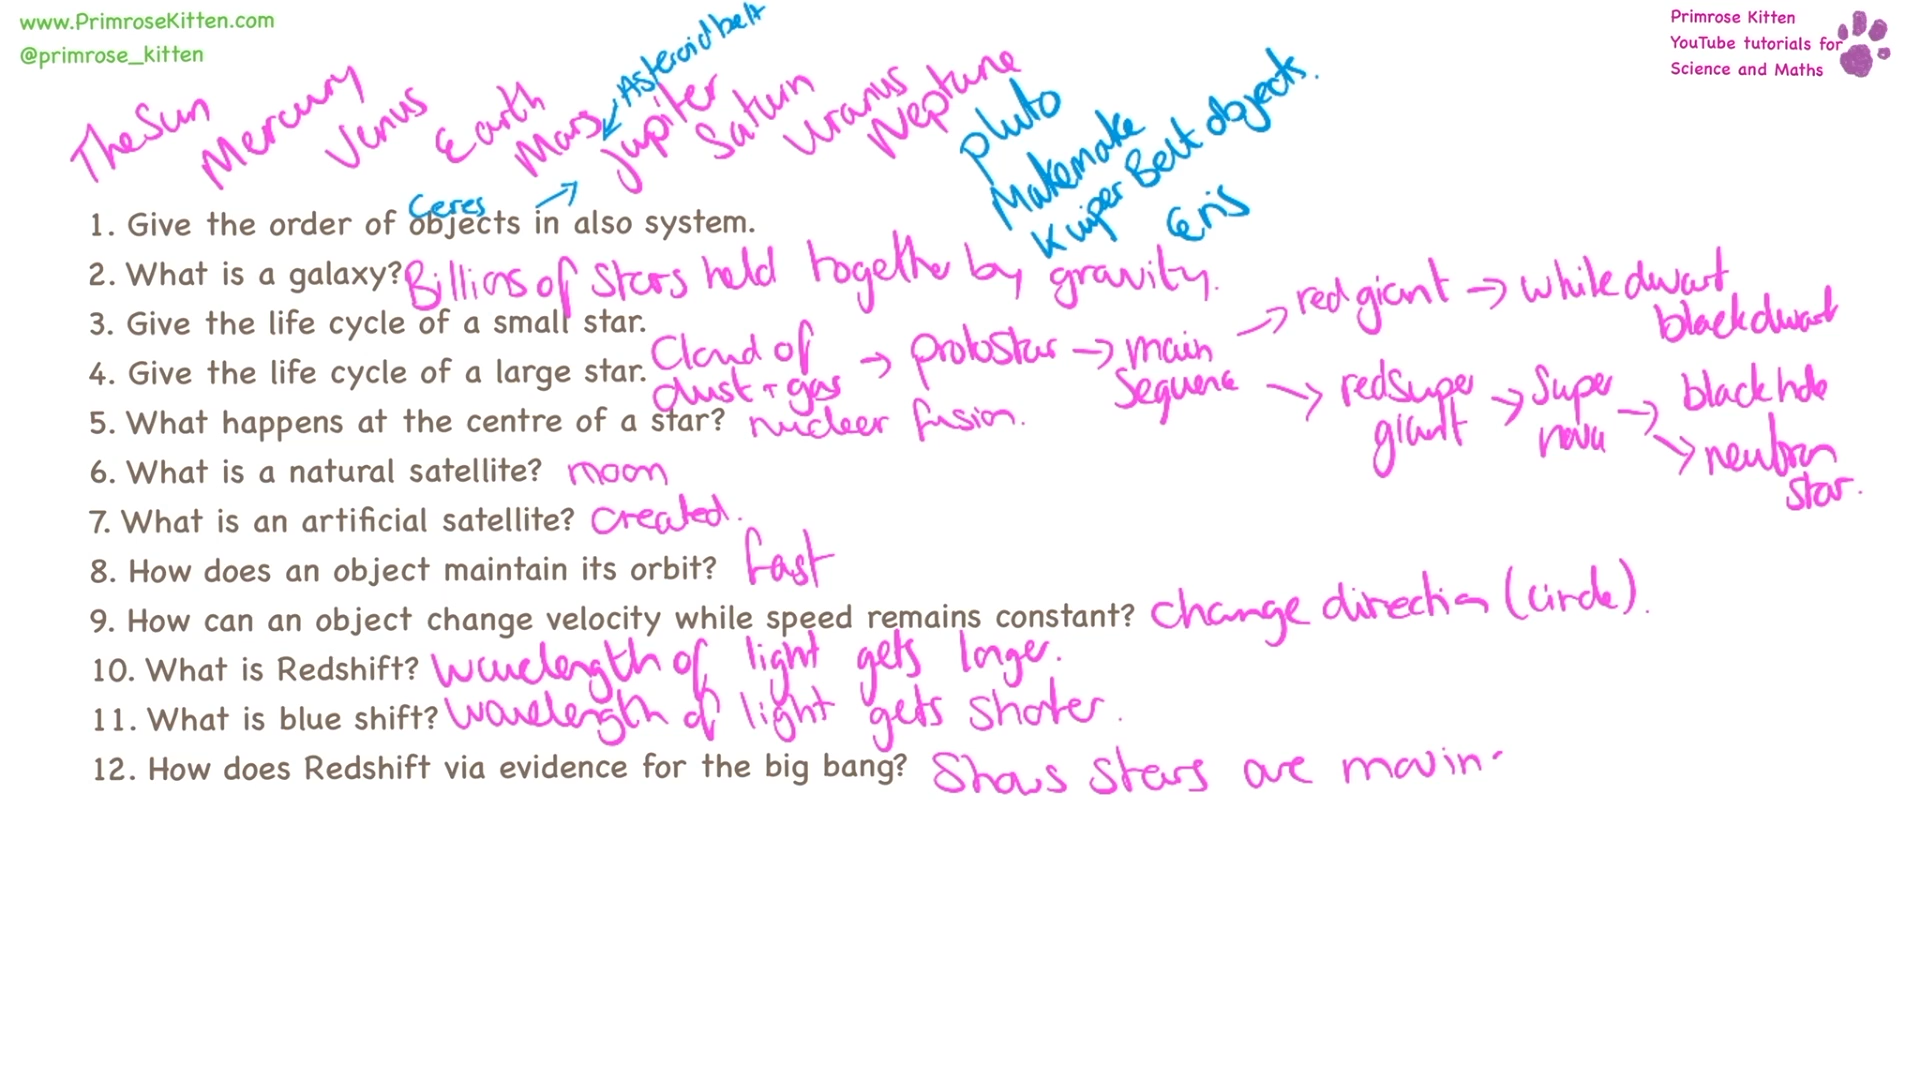 www.PrimroseKitten.com
@primrose_kitten
Primrose Kitten
YouTube tutorials for
Science and Maths
The Sun Mercury Venus Earth Mars Jupiter Saturn Uranus Neptune
Asteroid belt
Pluto
Makemake
Kuiper Belt objects.
Eris
Ceres
1. Give the order of objects in also system.
2. What is a galaxy? Billions of stars held together by gravity.
3. Give the life cycle of a small star.
4. Give the life cycle of a large star.
Cloud of dust + gas → protostar → main sequence
→ red giant → while dwarf black dwarf
→ red super giant → super nova → black hole
→ neutron star.
5. What happens at the centre of a star? nucleer fusion.
6. What is a natural satellite? moon
7. What is an artificial satellite? created.
8. How does an object maintain its orbit? fast
9. How can an object change velocity while speed remains constant? change direction (circle).
10. What is Redshift? wavelength of light gets longer.
11. What is blue shift? wavelength of light gets shorter.
12. How does Redshift via evidence for the big bang? Shows stars are movin